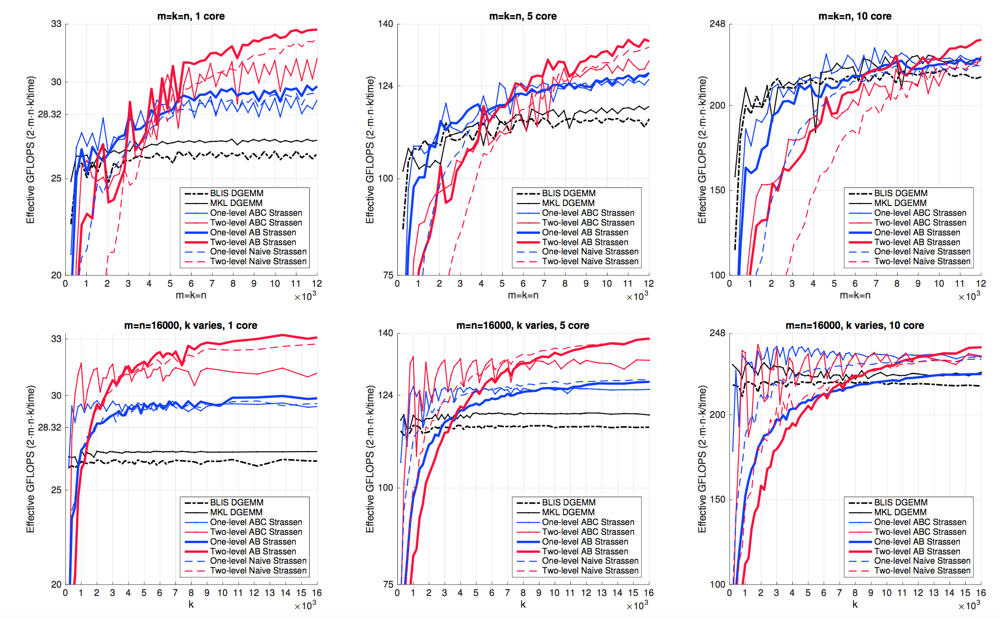 m=k=n, 1 core
33
30
28.32
25
20
Effective GFLOPS (2·m·n·k/time)
BLIS DGEMM
MKL DGEMM
One-level ABC Strassen
Two-level ABC Strassen
One-level AB Strassen
Two-level AB Strassen
One-level Naive Strassen
Two-level Naive Strassen
0 1 2 3 4 5 6 7 8 9 10 11 12
m=k=n
×10³
m=k=n, 5 core
140
124
100
75
Effective GFLOPS (2·m·n·k/time)
BLIS DGEMM
MKL DGEMM
One-level ABC Strassen
Two-level ABC Strassen
One-level AB Strassen
Two-level AB Strassen
One-level Naive Strassen
Two-level Naive Strassen
0 1 2 3 4 5 6 7 8 9 10 11 12
m=k=n
×10³
m=k=n, 10 core
248
200
150
100
Effective GFLOPS (2·m·n·k/time)
BLIS DGEMM
MKL DGEMM
One-level ABC Strassen
Two-level ABC Strassen
One-level AB Strassen
Two-level AB Strassen
One-level Naive Strassen
Two-level Naive Strassen
0 1 2 3 4 5 6 7 8 9 10 11 12
m=k=n
×10³
m=n=16000, k varies, 1 core
33
30
28.32
25
20
Effective GFLOPS (2·m·n·k/time)
BLIS DGEMM
MKL DGEMM
One-level ABC Strassen
Two-level ABC Strassen
One-level AB Strassen
Two-level AB Strassen
One-level Naive Strassen
Two-level Naive Strassen
0 1 2 3 4 5 6 7 8 9 10 11 12 13 14 15 16
k
×10³
m=n=16000, k varies, 5 core
140
124
100
75
Effective GFLOPS (2·m·n·k/time)
BLIS DGEMM
MKL DGEMM
One-level ABC Strassen
Two-level ABC Strassen
One-level AB Strassen
Two-level AB Strassen
One-level Naive Strassen
Two-level Naive Strassen
0 1 2 3 4 5 6 7 8 9 10 11 12 13 14 15 16
k
×10³
m=n=16000, k varies, 10 core
248
200
150
100
Effective GFLOPS (2·m·n·k/time)
BLIS DGEMM
MKL DGEMM
One-level ABC Strassen
Two-level ABC Strassen
One-level AB Strassen
Two-level AB Strassen
One-level Naive Strassen
Two-level Naive Strassen
0 1 2 3 4 5 6 7 8 9 10 11 12 13 14 15 16
k
×10³